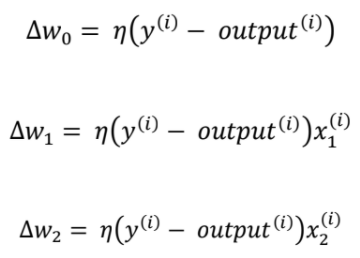 Δw₀ = η(y⁽ⁱ⁾ − output⁽ⁱ⁾)
Δw₁ = η(y⁽ⁱ⁾ − output⁽ⁱ⁾)x₁⁽ⁱ⁾
Δw₂ = η(y⁽ⁱ⁾ − output⁽ⁱ⁾)x₂⁽ⁱ⁾